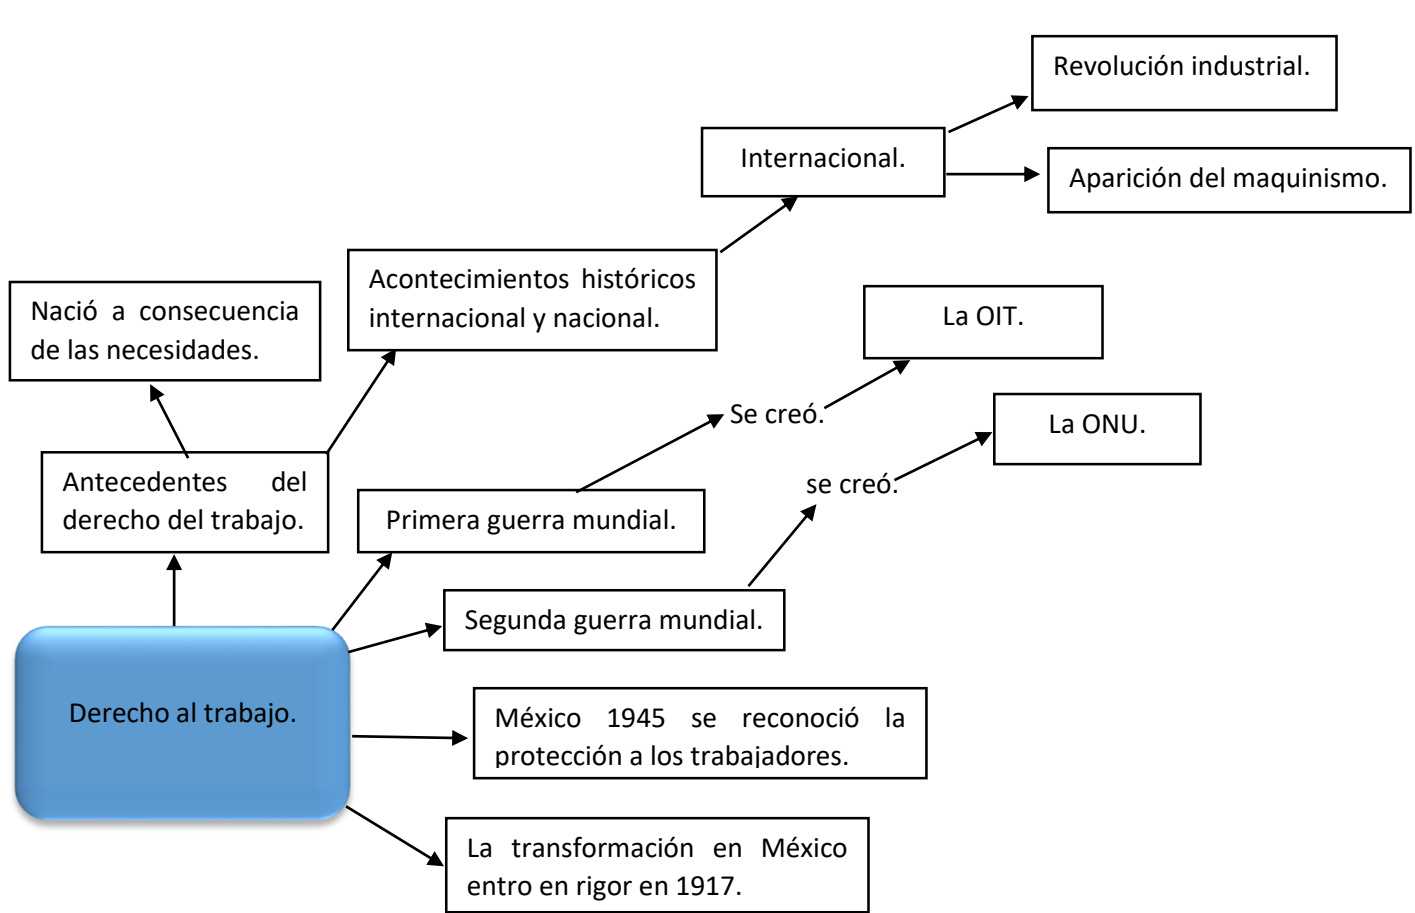 Revolución industrial.
Internacional.
Aparición del maquinismo.
Acontecimientos históricos
internacional y nacional.
Nació a consecuencia
de las necesidades.
La OIT.
Se creó.
La ONU.
Antecedentes del
derecho del trabajo.
se creó.
Primera guerra mundial.
Segunda guerra mundial.
Derecho al trabajo.
México 1945 se reconoció la
protección a los trabajadores.
La transformación en México
entro en rigor en 1917.